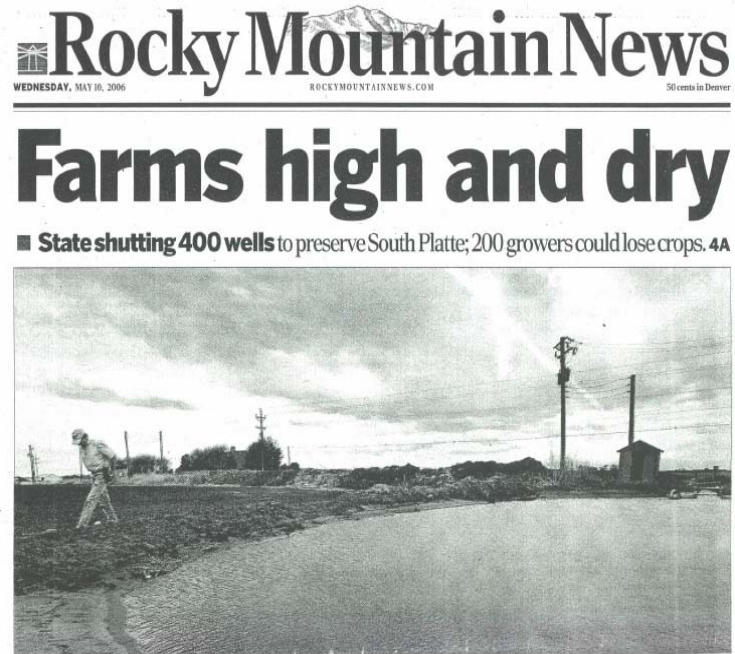 Rocky Mountain News
WEDNESDAY, MAY 10, 2006 ROCKYMOUNTAINNEWS.COM 50 cents in Denver
Farms high and dry
State shutting 400 wells to preserve South Platte; 200 growers could lose crops. 4A